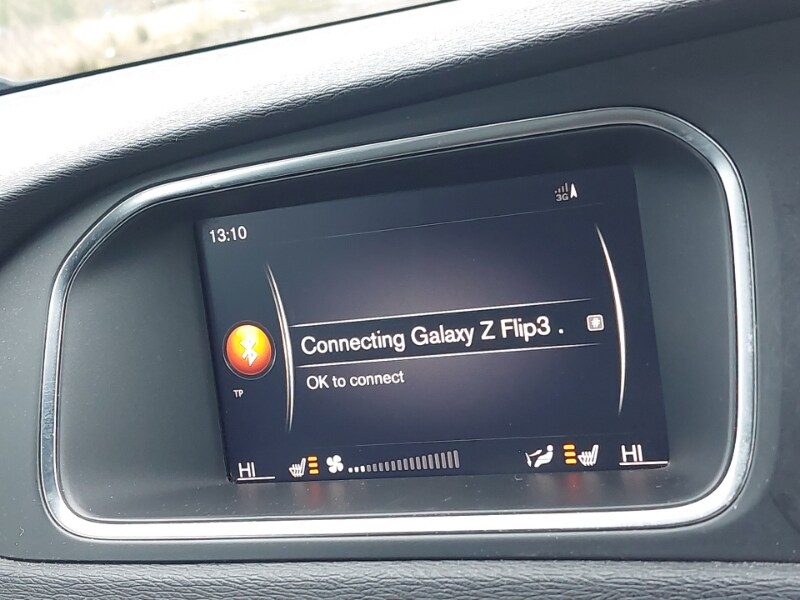 3G
13:10
Connecting Galaxy Z Flip3 .
OK to connect
TP
HI HI